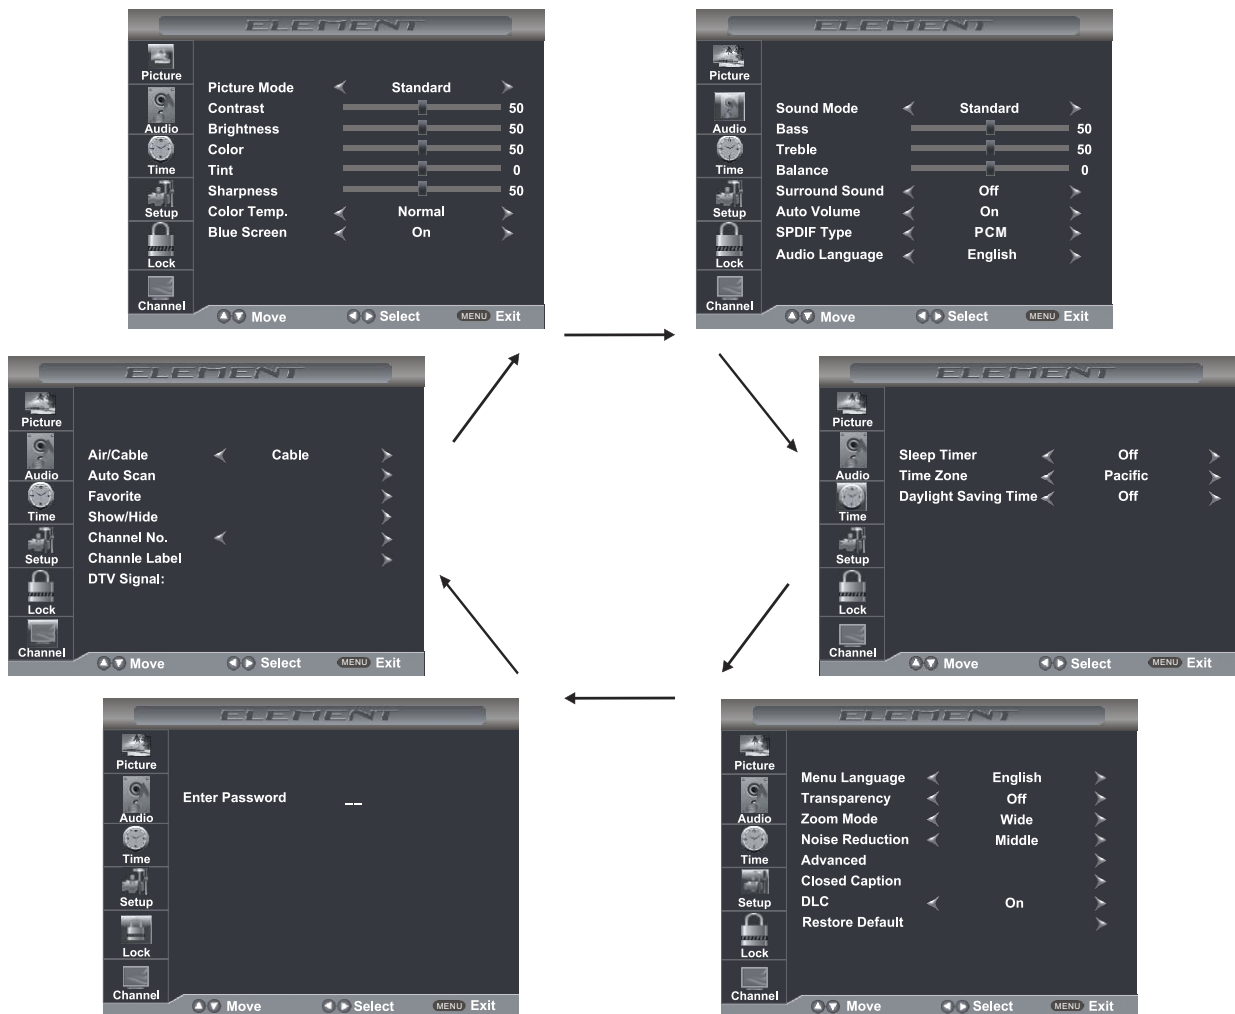 ELEMENT
Picture
Audio
Time
Setup
Lock
Channel
Picture Mode Standard
Contrast 50
Brightness 50
Color 50
Tint 0
Sharpness 50
Color Temp. Normal
Blue Screen On
Move Select MENU Exit
ELEMENT
Picture
Audio
Time
Setup
Lock
Channel
Sound Mode Standard
Bass 50
Treble 50
Balance 0
Surround Sound Off
Auto Volume On
SPDIF Type PCM
Audio Language English
Move Select MENU Exit
ELEMENT
Picture
Audio
Time
Setup
Lock
Channel
Air/Cable Cable
Auto Scan
Favorite
Show/Hide
Channel No.
Channle Label
DTV Signal:
Move Select MENU Exit
ELEMENT
Picture
Audio
Time
Setup
Lock
Channel
Sleep Timer Off
Time Zone Pacific
Daylight Saving Time Off
Move Select MENU Exit
ELEMENT
Picture
Audio
Time
Setup
Lock
Channel
Enter Password __
Move Select MENU Exit
ELEMENT
Picture
Audio
Time
Setup
Lock
Channel
Menu Language English
Transparency Off
Zoom Mode Wide
Noise Reduction Middle
Advanced
Closed Caption
DLC On
Restore Default
Move Select MENU Exit